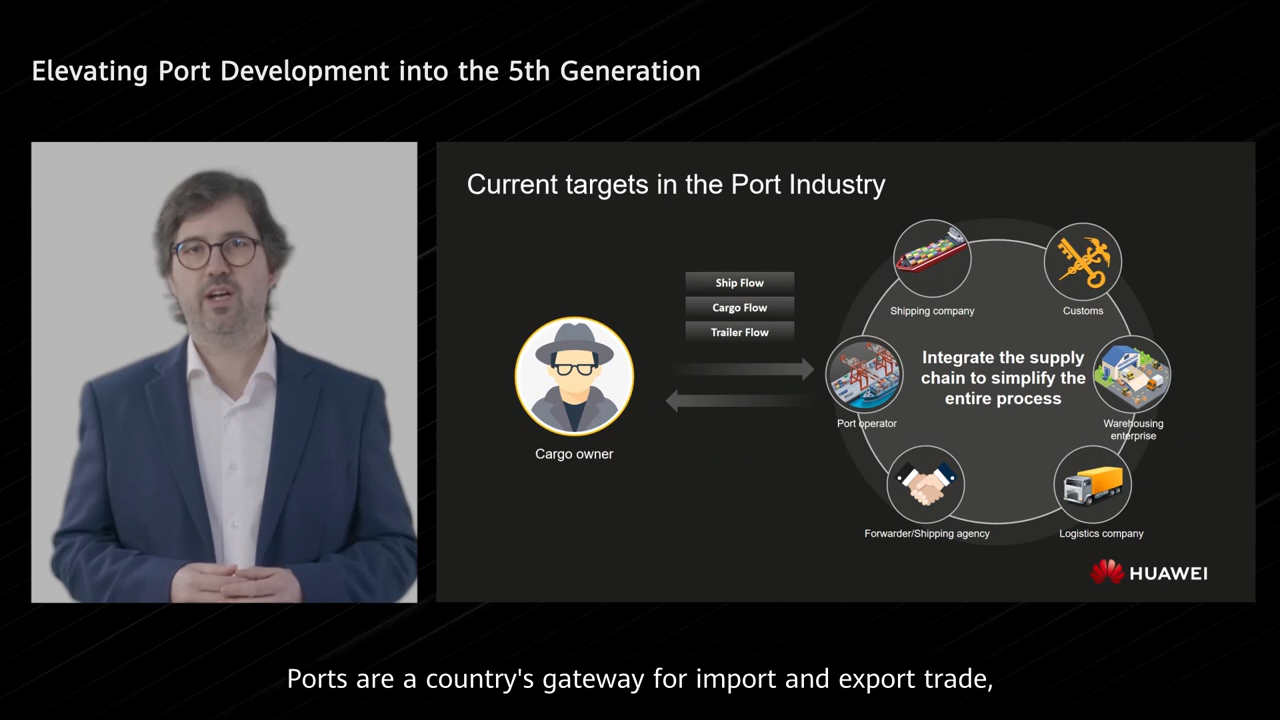 Elevating Port Development into the 5th Generation
Current targets in the Port Industry
Ship Flow
Cargo Flow
Trailer Flow
Cargo owner
Shipping company
Customs
Integrate the supply
chain to simplify the
entire process
Port operator
Warehousing
enterprise
Forwarder/Shipping agency
Logistics company
HUAWEI
Ports are a country's gateway for import and export trade,